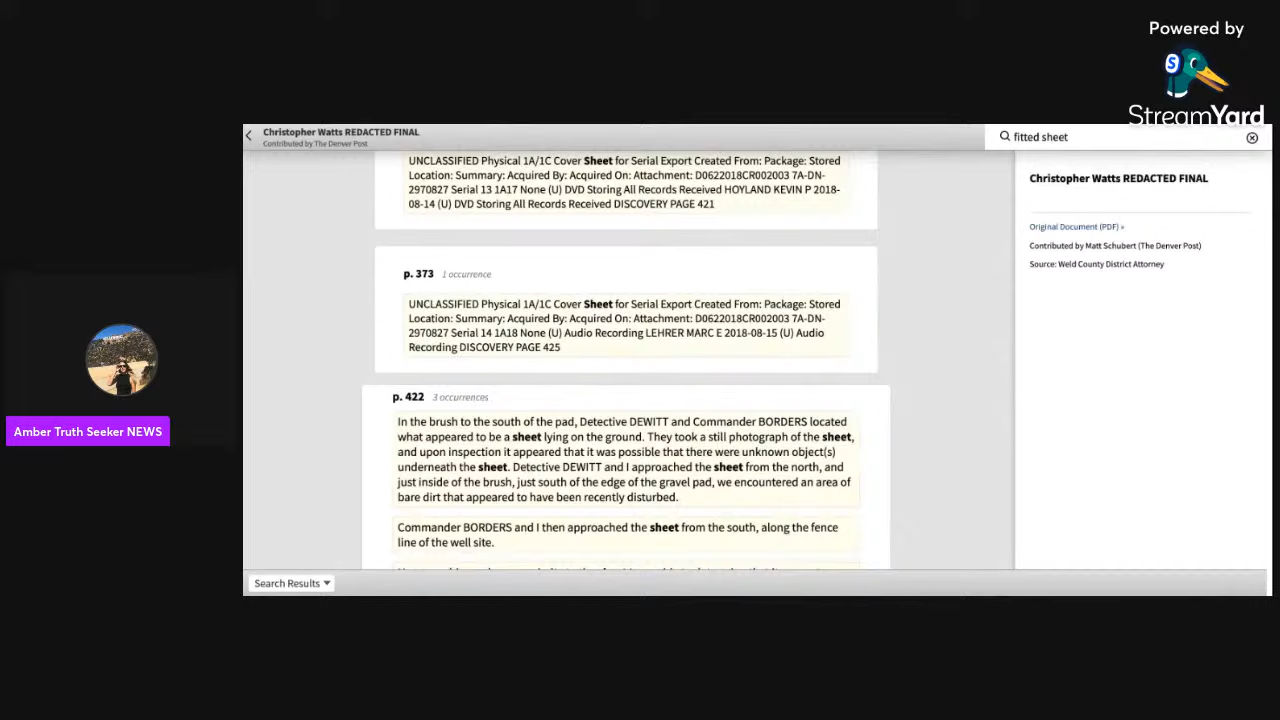 Powered by
StreamYard
Christopher Watts REDACTED FINAL
Contributed by The Denver Post
fitted sheet
UNCLASSIFIED Physical 1A/1C Cover Sheet for Serial Export Created From: Package: Stored
Location: Summary: Acquired By: Acquired On: Attachment: D0622018CR002003 7A-DN-
2970827 Serial 13 1A17 None (U) DVD Storing All Records Received HOYLAND KEVIN P 2018-
08-14 (U) DVD Storing All Records Received DISCOVERY PAGE 421
p. 373 1 occurrence
UNCLASSIFIED Physical 1A/1C Cover Sheet for Serial Export Created From: Package: Stored
Location: Summary: Acquired By: Acquired On: Attachment: D0622018CR002003 7A-DN-
2970827 Serial 14 1A18 None (U) Audio Recording LEHRER MARC E 2018-08-15 (U) Audio
Recording DISCOVERY PAGE 425
p. 422 3 occurrences
In the brush to the south of the pad, Detective DEWITT and Commander BORDERS located
what appeared to be a sheet lying on the ground. They took a still photograph of the sheet,
and upon inspection it appeared that it was possible that there were unknown object(s)
underneath the sheet. Detective DEWITT and I approached the sheet from the north, and
just inside of the brush, just south of the edge of the gravel pad, we encountered an area of
bare dirt that appeared to have been recently disturbed.
Commander BORDERS and I then approached the sheet from the south, along the fence
line of the well site.
Search Results
Christopher Watts REDACTED FINAL
Original Document (PDF) »
Contributed by Matt Schubert (The Denver Post)
Source: Weld County District Attorney
Amber Truth Seeker NEWS